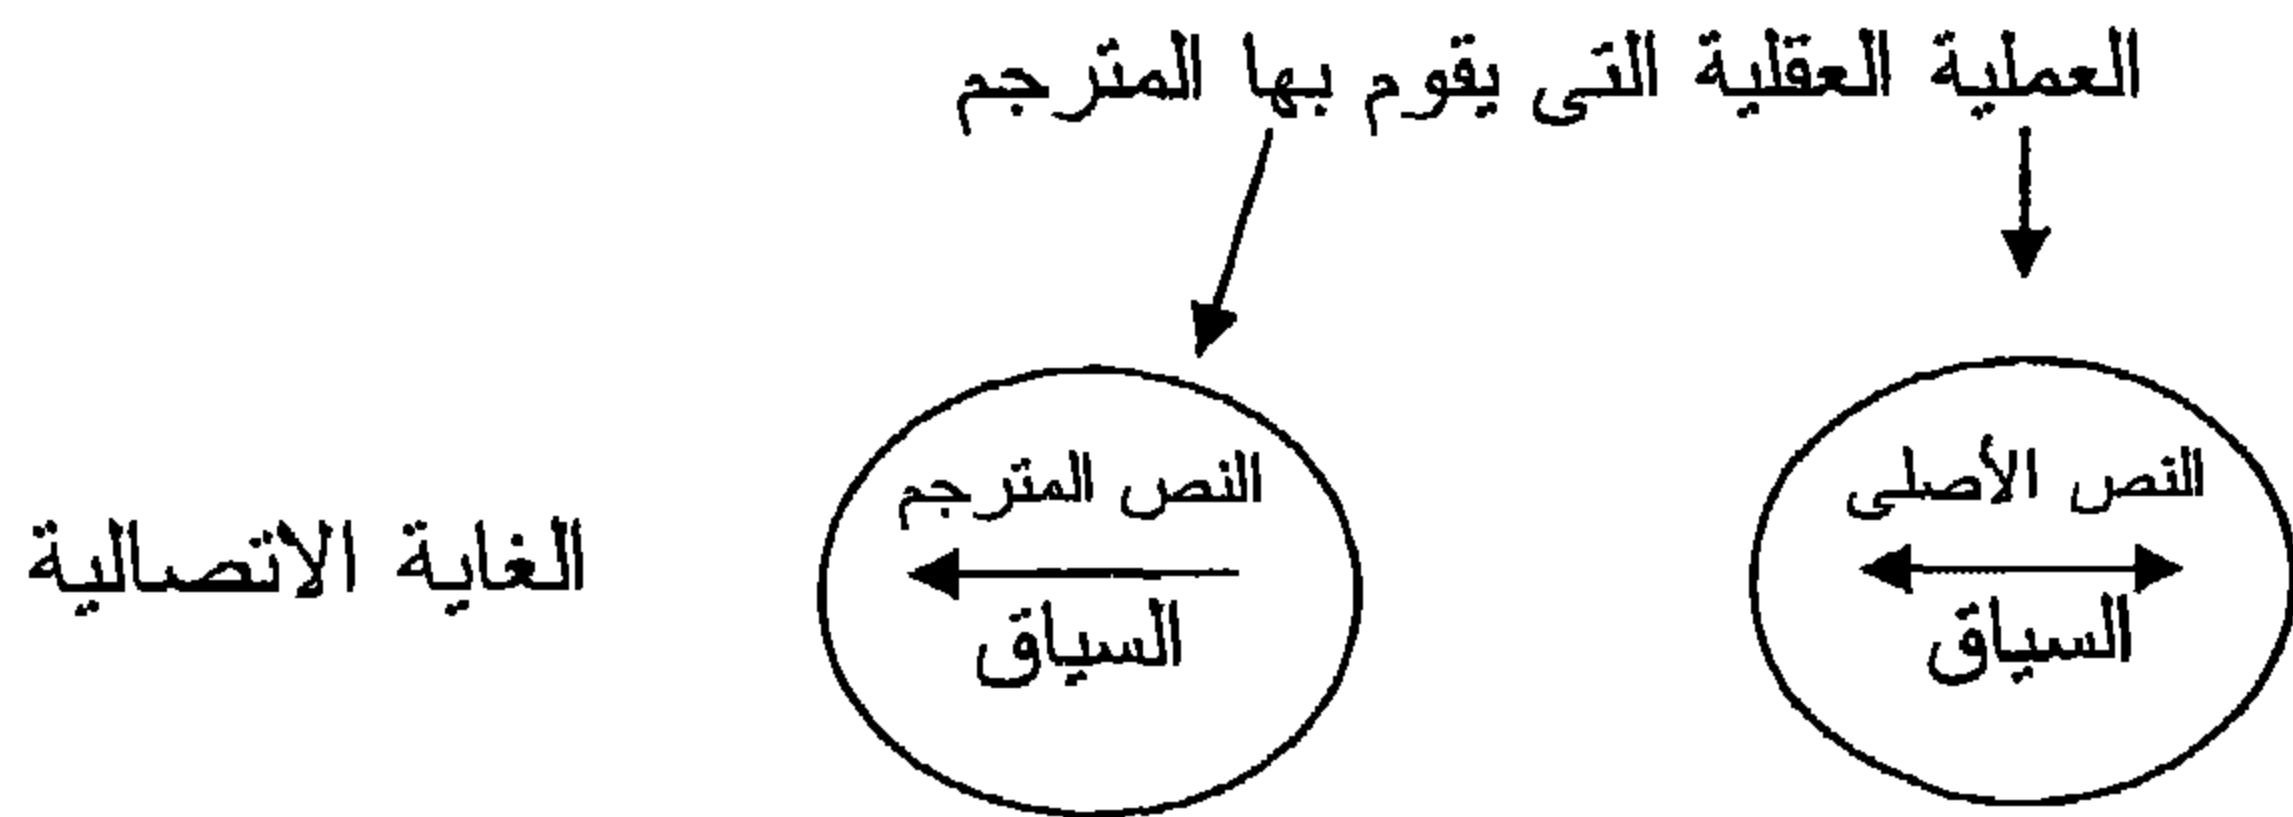 العملية العقلية التى يقوم بها المترجم
النص الأصلى
السياق
النص المترجم
السياق
الغاية الاتصالية